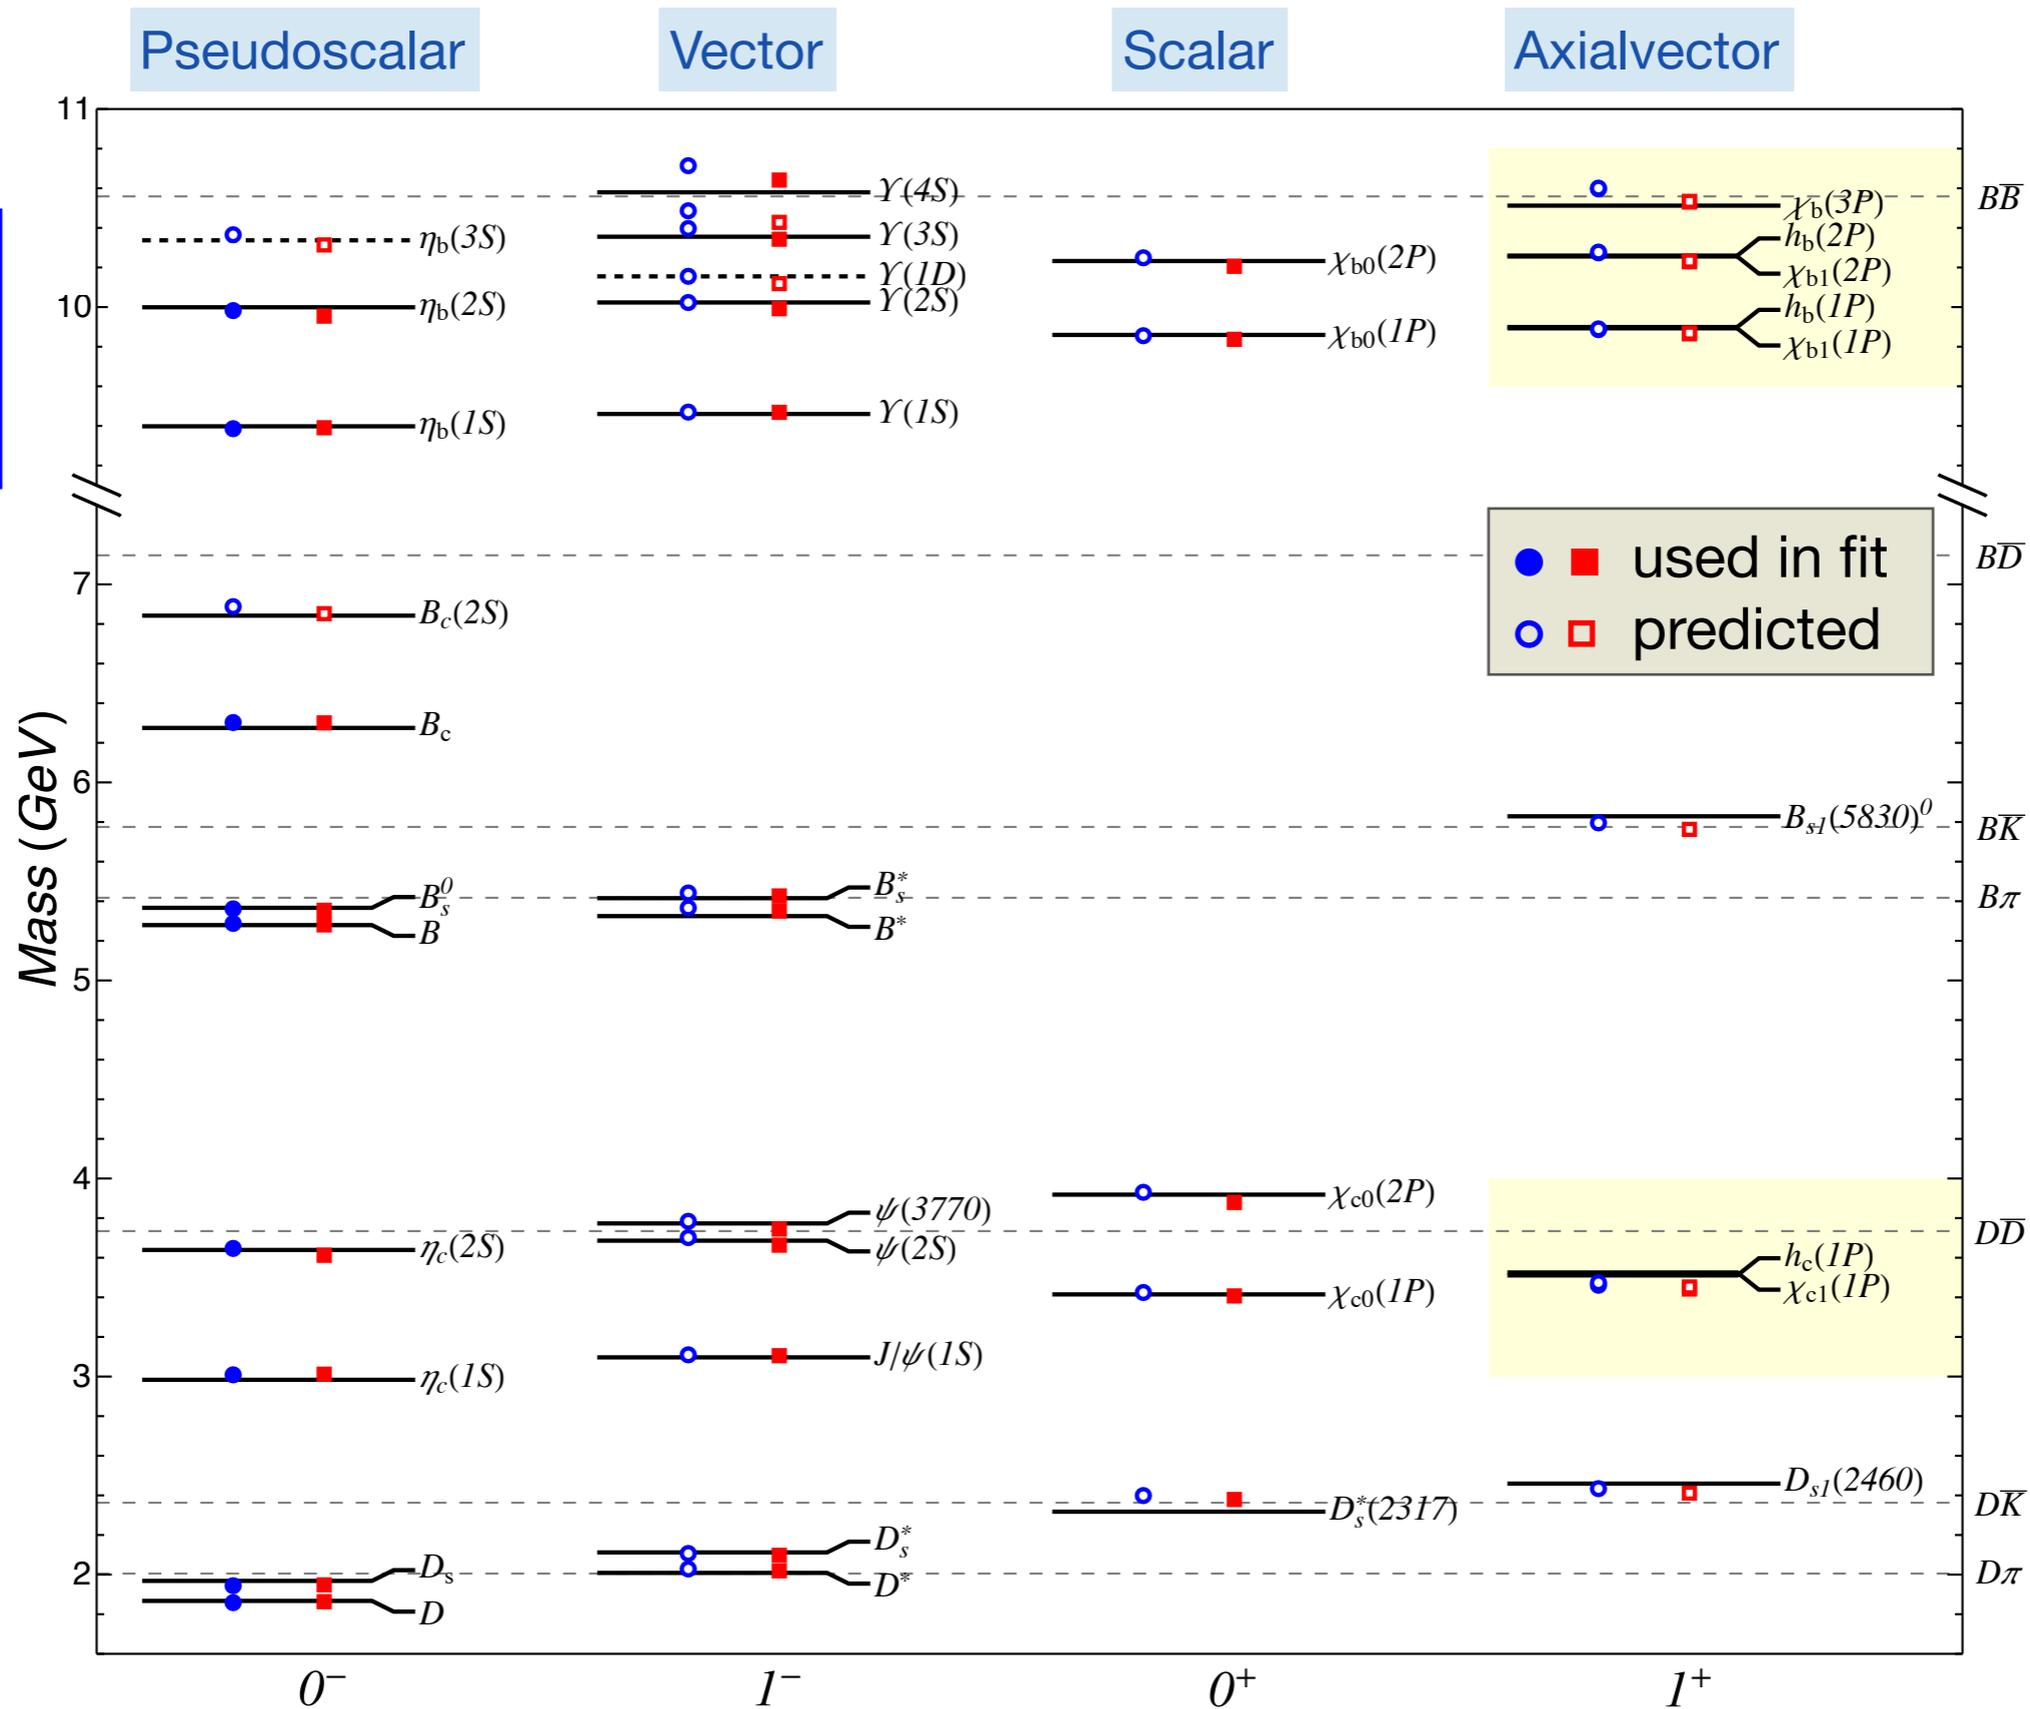 Pseudoscalar Vector Scalar Axialvector
11
ϒ(4S) BB̅
χb(3P)
ηb(3S) ϒ(3S) hb(2P)
χb0(2P)
ϒ(1D) χb1(2P)
10 ηb(2S) ϒ(2S) hb(1P)
χb0(1P) χb1(1P)
ηb(1S) ϒ(1S)
used in fit BD̅
7
Bc(2S) predicted
Bc
Mass (GeV)
6
Bs1(5830)⁰ BK̅
Bs⁰ Bs* Bπ
B B*
5
4 χc0(2P)
ψ(3770) DD̅
ηc(2S) ψ(2S) hc(1P)
χc0(1P) χc1(1P)
3 ηc(1S) J/ψ(1S)
Ds1(2460)
Ds*(2317) DK̅
Ds*
2 Ds D* Dπ
D
0⁻ 1⁻ 0⁺ 1⁺